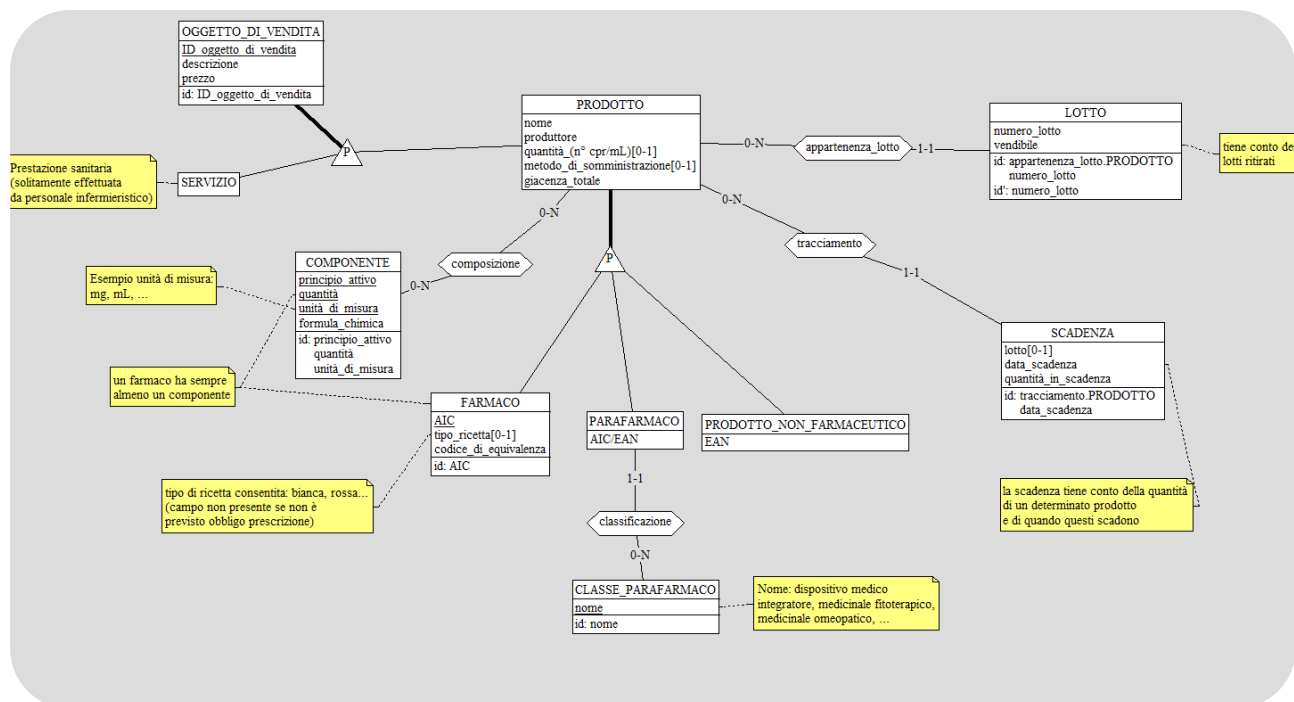 OGGETTO_DI_VENDITA
ID_oggetto_di_vendita
descrizione
prezzo
id: ID_oggetto_di_vendita
P
Prestazione sanitaria
(solitamente effettuata
da personale infermieristico)
SERVIZIO
PRODOTTO
nome
produttore
quantità_(n° cpr/mL)[0-1]
metodo_di_somministrazione[0-1]
giacenza_totale
0-N
appartenenza_lotto
1-1
LOTTO
numero_lotto
vendibile
id: appartenenza_lotto.PRODOTTO
numero_lotto
id': numero_lotto
tiene conto
lotti ritirati
0-N
tracciamento
1-1
0-N
composizione
0-N
P
COMPONENTE
principio_attivo
quantità
unità_di_misura
formula_chimica
id: principio_attivo
quantità
unità_di_misura
Esempio unità di misura:
mg, mL, ...
un farmaco ha sempre
almeno un componente
SCADENZA
lotto[0-1]
data_scadenza
quantità_in_scadenza
id: tracciamento.PRODOTTO
data_scadenza
FARMACO
AIC
tipo_ricetta[0-1]
codice_di_equivalenza
id: AIC
PARAFARMACO
AIC/EAN
PRODOTTO_NON_FARMACEUTICO
EAN
tipo di ricetta consentita: bianca, rossa...
(campo non presente se non è
previsto obbligo prescrizione)
la scadenza tiene conto della quantità
di un determinato prodotto
e di quando questi scadono
1-1
classificazione
0-N
CLASSE_PARAFARMACO
nome
id: nome
Nome: dispositivo medico
integratore, medicinale fitoterapico,
medicinale omeopatico, ...